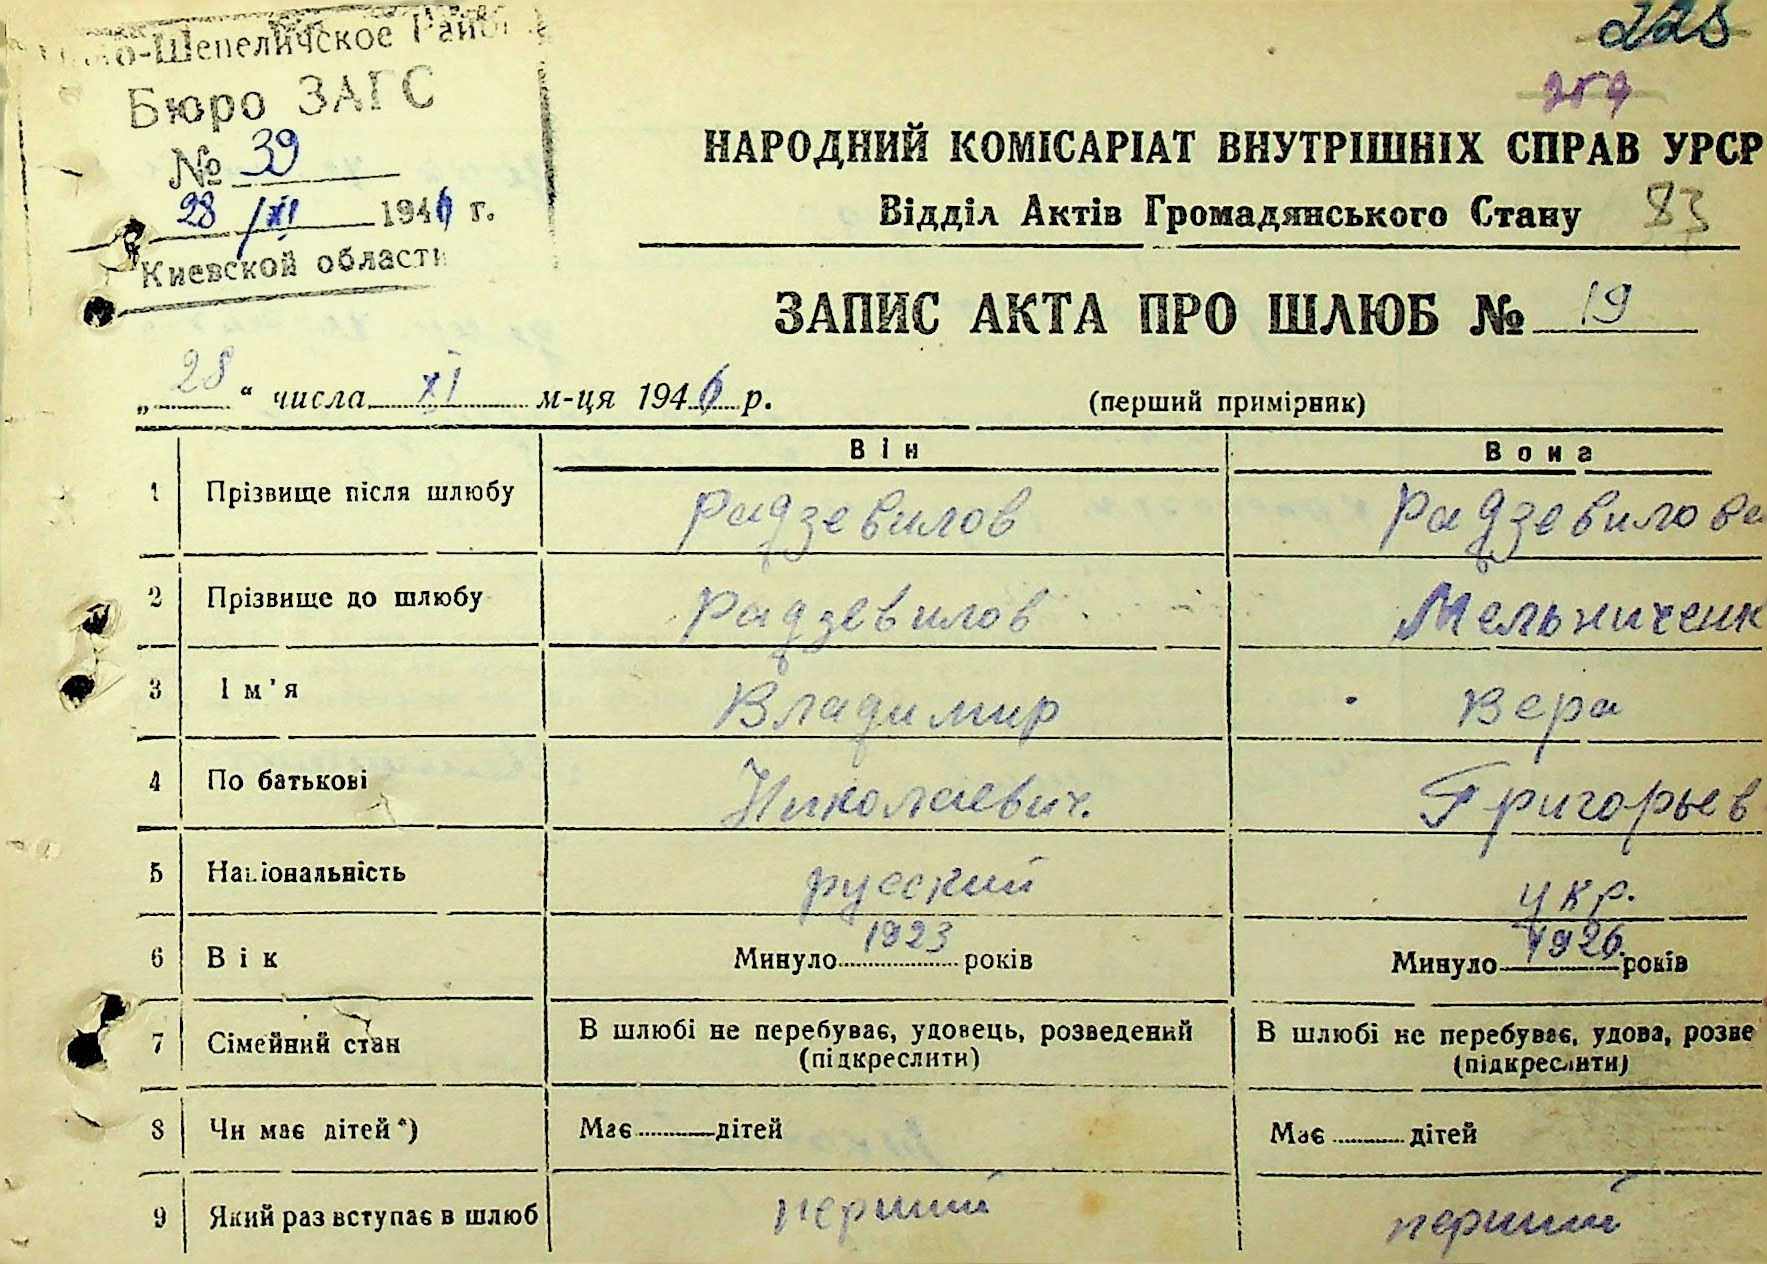 228
259
-Шепеличское Район
Бюро ЗАГС
№ 39
28 /XI 1946 г.
Киевской области
НАРОДНИЙ КОМІСАРІАТ ВНУТРІШНІХ СПРАВ УРСР
Відділ Актів Громадянського Стану 83
ЗАПИС АКТА ПРО ШЛЮБ № 19
„28“ числа XI м-ця 1946 р. (перший примірник)
Він Вона
1 Прізвище після шлюбу Радзевилов Радзевилова
2 Прізвище до шлюбу Радзевилов Мельниченк
3 Ім'я Владимир Вера
4 По батькові Николаевич. Григорьев
5 Національність русский укр.
6 Вік Минуло 1923 років Минуло 1926 років
7 Сімейний стан В шлюбі не перебуває, удовець, розведений В шлюбі не перебуває, удова, розве
(підкреслити) (підкреслити)
8 Чи має дітей*) Має дітей Має дітей
9 Який раз вступає в шлюб перший перший